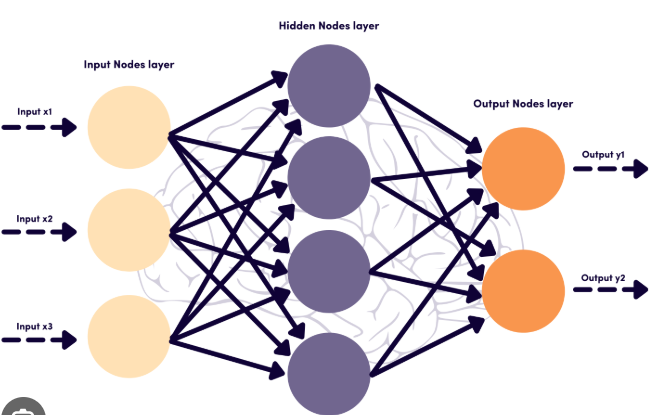 Hidden Nodes layer
Input Nodes layer
Output Nodes layer
Input x1
Output y1
Input x2
Output y2
Input x3